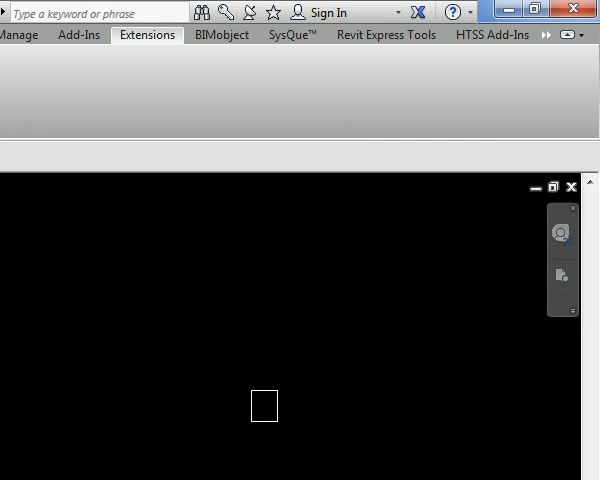 Type a keyword or phrase Sign In ?
Manage Add-Ins Extensions BIMobject SysQue™ Revit Express Tools HTSS Add-Ins